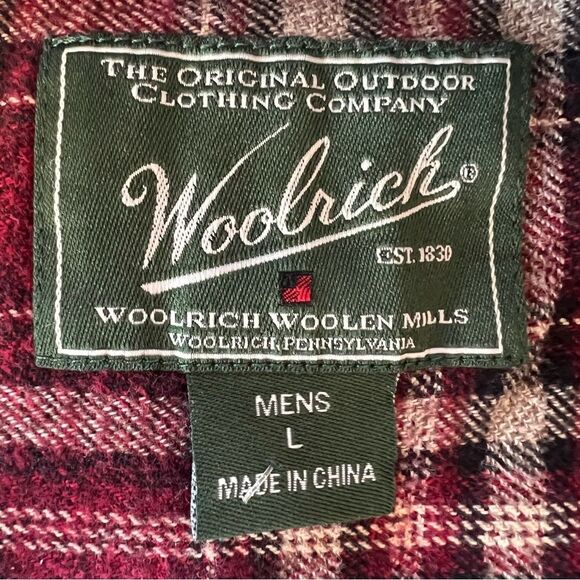 THE ORIGINAL OUTDOOR
CLOTHING COMPANY
Woolrich®
EST. 1830
WOOLRICH WOOLEN MILLS
WOOLRICH, PENNSYLVANIA
MENS
L
MADE IN CHINA